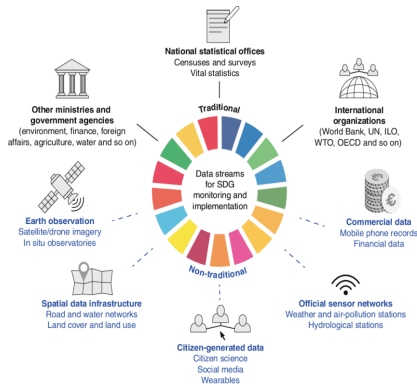 National statistical offices
Censuses and surveys
Vital statistics
Other ministries and
government agencies
(environment, finance, foreign
affairs, agriculture, water and so on)
Traditional
International
organizations
(World Bank, UN, ILO,
WTO, OECD and so on)
Data streams
for SDG
monitoring and
implementation
Earth observation
Satellite/drone imagery
In situ observatories
Commercial data
Mobile phone records
Financial data
Non-traditional
Spatial data infrastructure
Road and water networks
Land cover and land use
Official sensor networks
Weather and air-pollution stations
Hydrological stations
Citizen-generated data
Citizen science
Social media
Wearables